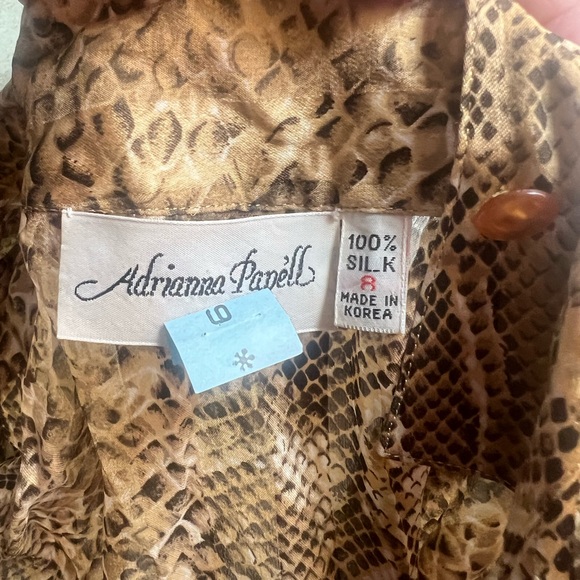 Adrianna Papell
100%
SILK
8
MADE IN
KOREA
6